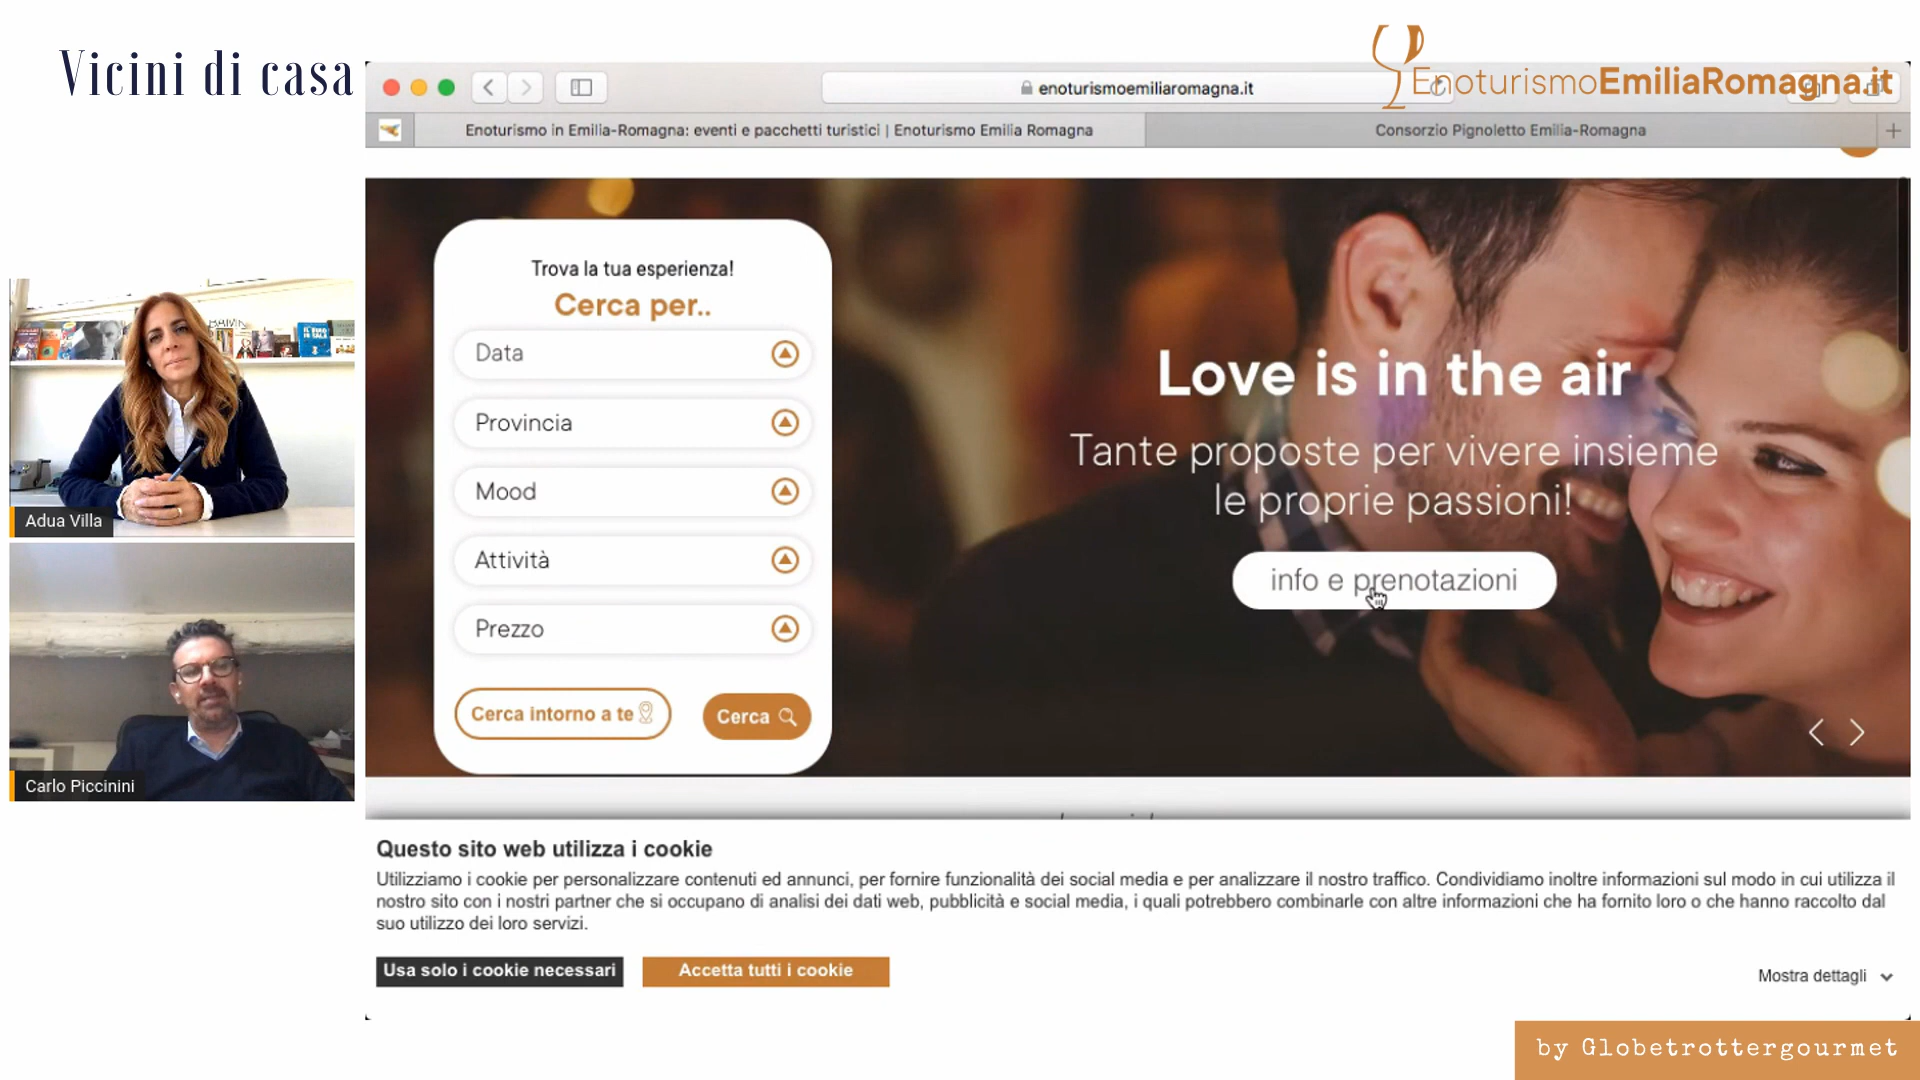 Vicini di casa
enoturismoemiliaromagna.it
EnoturismoEmiliaRomagna.it
Enoturismo in Emilia-Romagna: eventi e pacchetti turistici | Enoturismo Emilia Romagna
Consorzio Pignoletto Emilia-Romagna
Trova la tua esperienza!
Cerca per..
Data
Provincia
Mood
Attività
Prezzo
Cerca intorno a te
Cerca
Love is in the air
Tante proposte per vivere insieme
le proprie passioni!
info e prenotazioni
Adua Villa
Carlo Piccinini
Questo sito web utilizza i cookie
Utilizziamo i cookie per personalizzare contenuti ed annunci, per fornire funzionalità dei social media e per analizzare il nostro traffico. Condividiamo inoltre informazioni sul modo in cui utilizza il
nostro sito con i nostri partner che si occupano di analisi dei dati web, pubblicità e social media, i quali potrebbero combinarle con altre informazioni che ha fornito loro o che hanno raccolto dal
suo utilizzo dei loro servizi.
Usa solo i cookie necessari
Accetta tutti i cookie
Mostra dettagli
by Globetrottergourmet